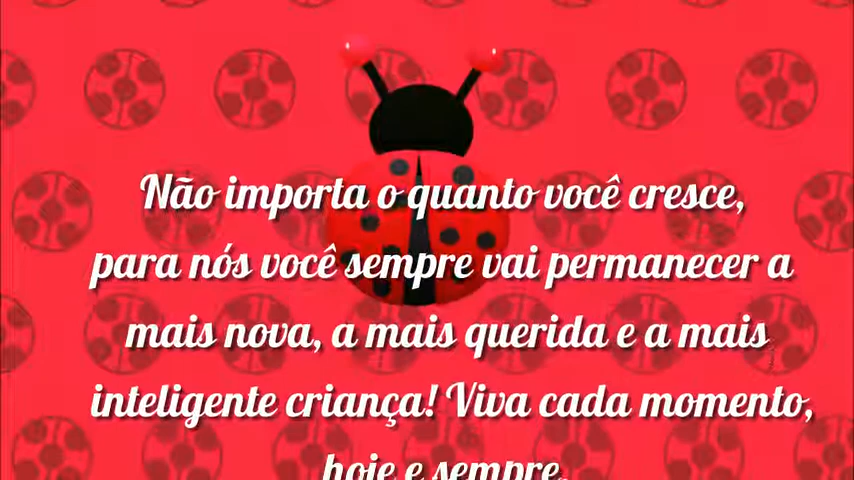 Não importa o quanto você cresce,
para nós você sempre vai permanecer a
mais nova, a mais querida e a mais
inteligente criança! Viva cada momento,
hoje e sempre.